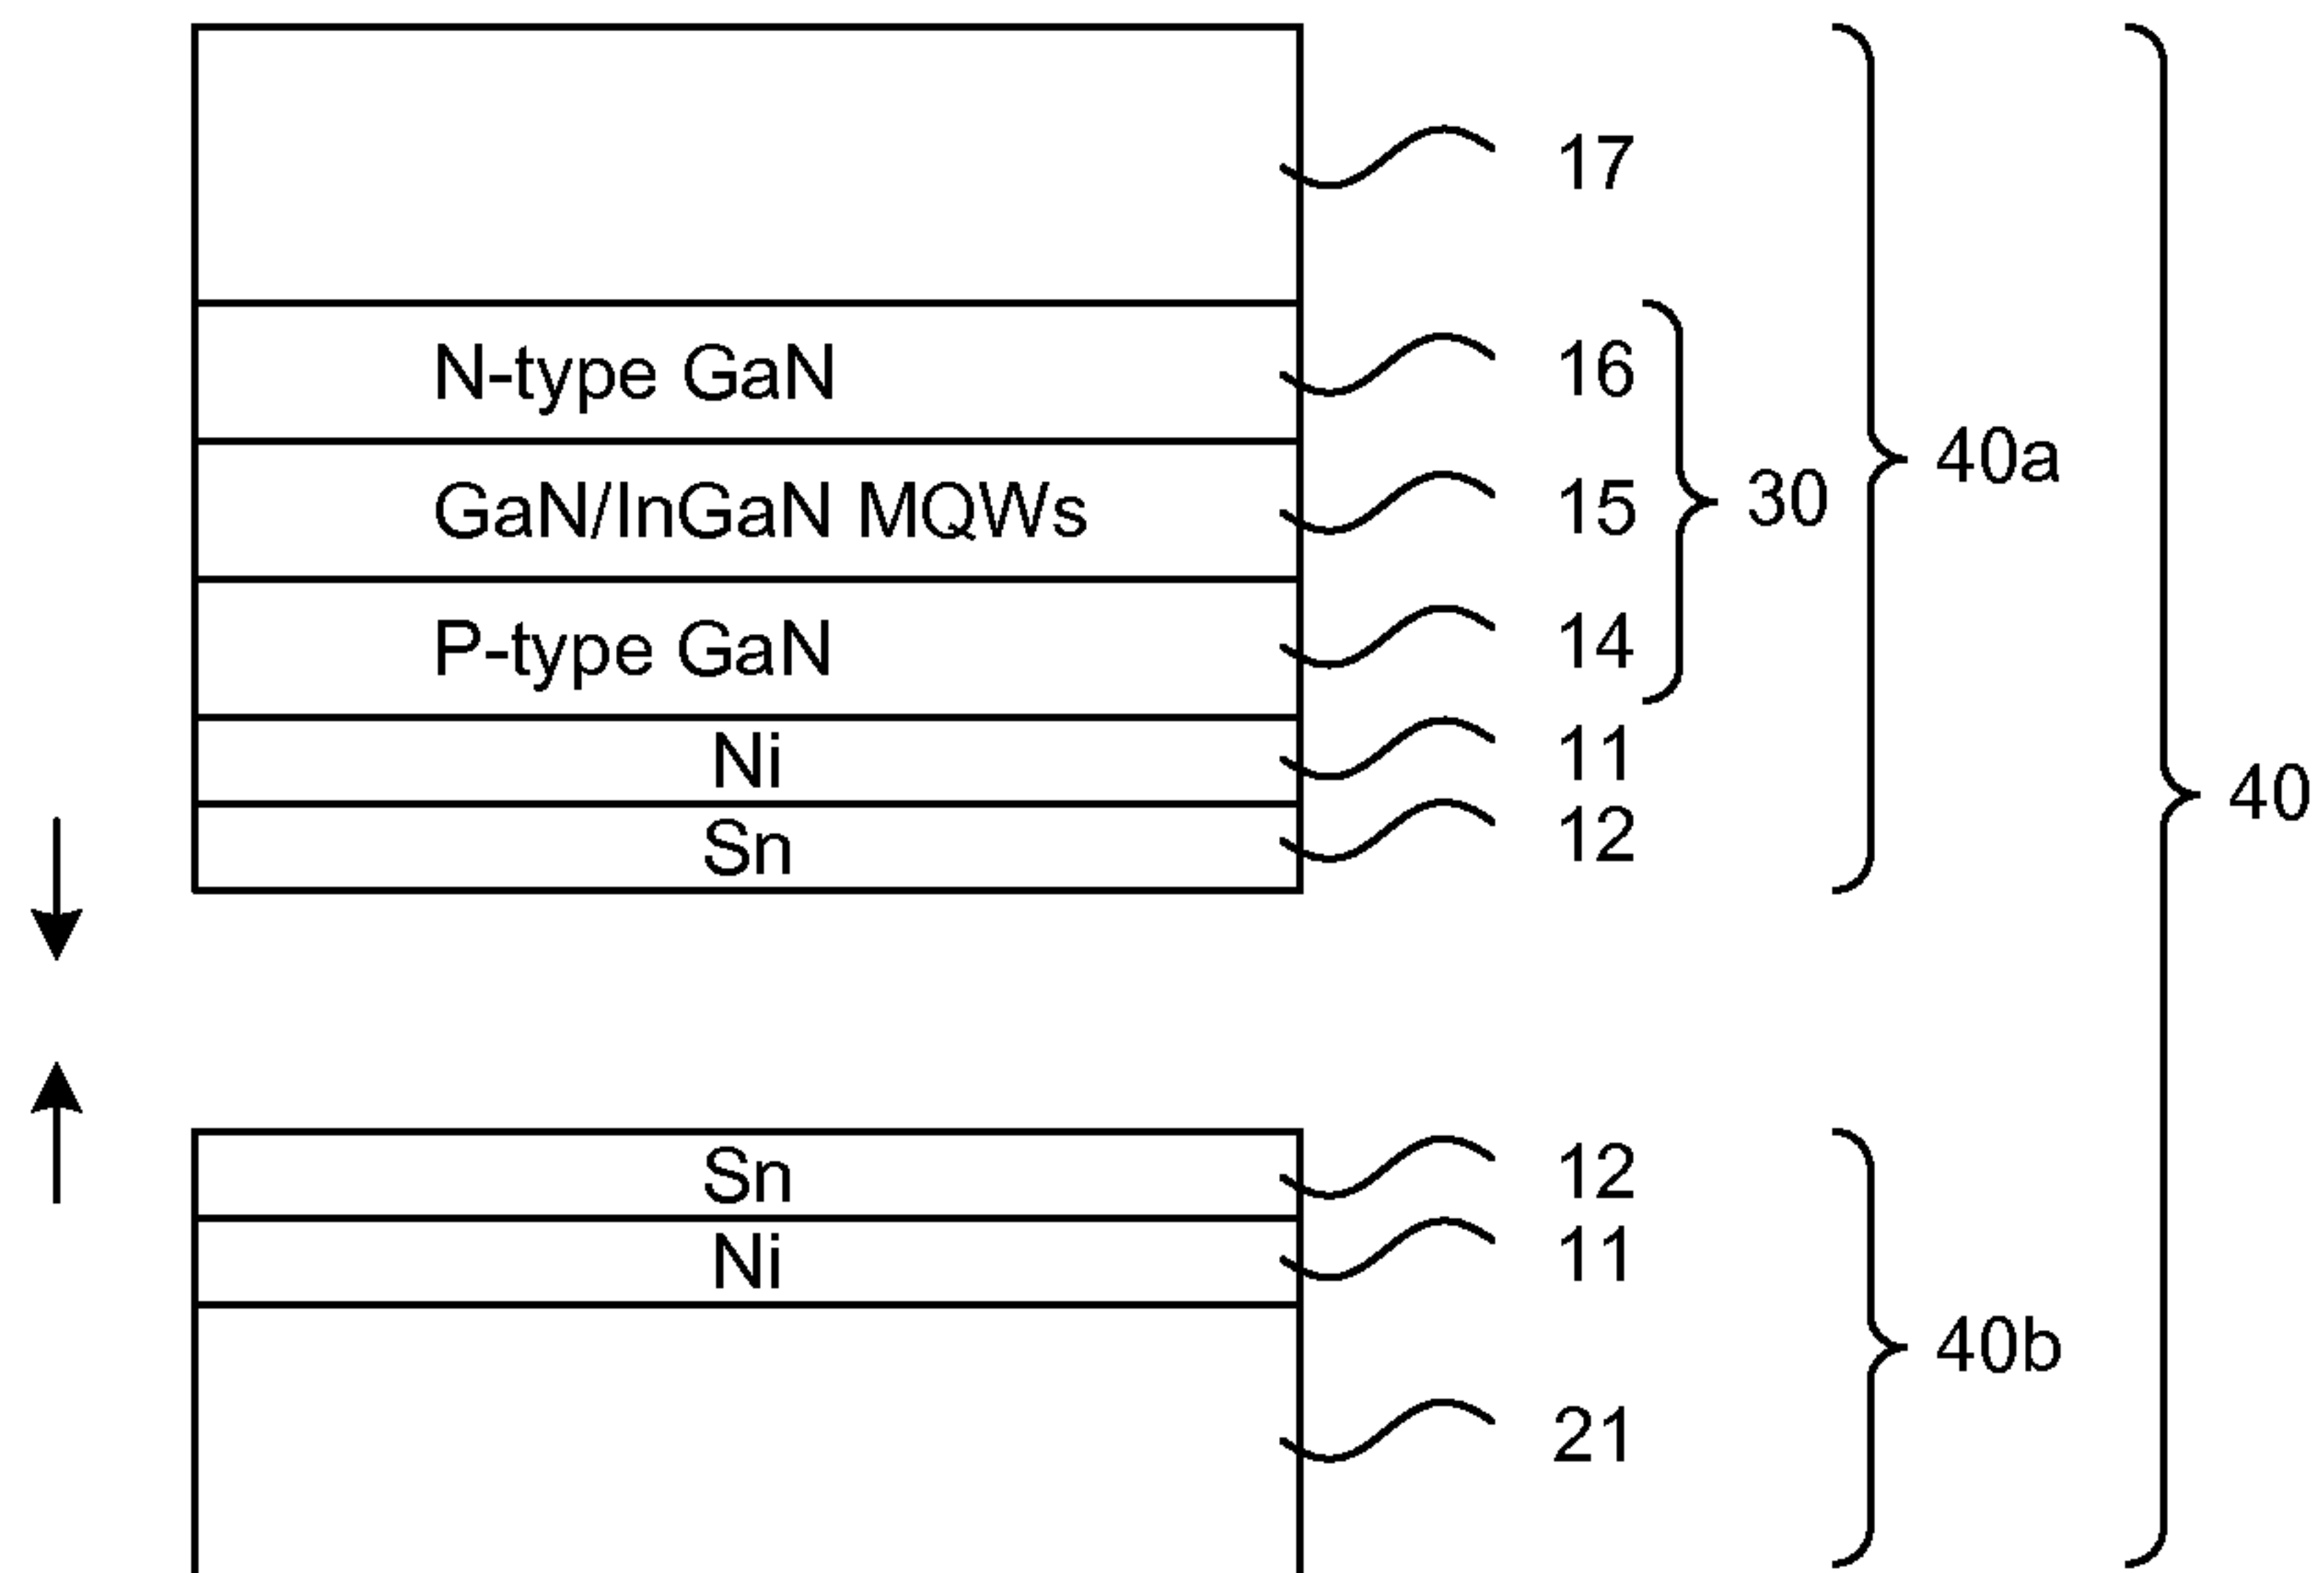 17
N-type GaN 16
GaN/InGaN MQWs 15 30 40a
P-type GaN 14
Ni 11
Sn 12 40
Sn 12
Ni 11
40b
21